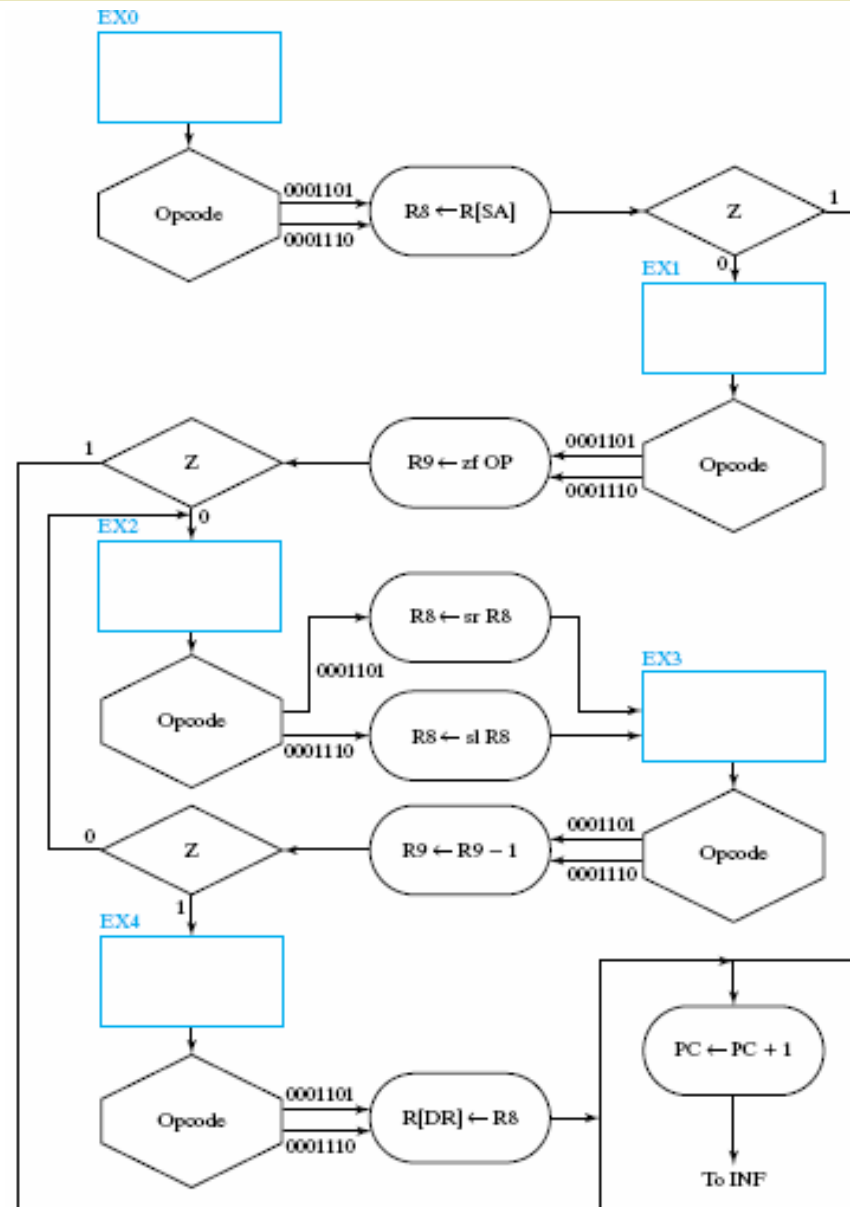 EX0
0001101
Opcode
R8 ← R[SA]
Z
1
0001110
0
EX1
1
Z
R9 ← zf OP
0001101
Opcode
0001110
0
EX2
R8 ← sr R8
0001101
EX3
Opcode
R8 ← sl R8
0001110
0
Z
R9 ← R9 − 1
0001101
Opcode
0001110
1
EX4
PC ← PC + 1
0001101
Opcode
R[DR] ← R8
0001110
To INF